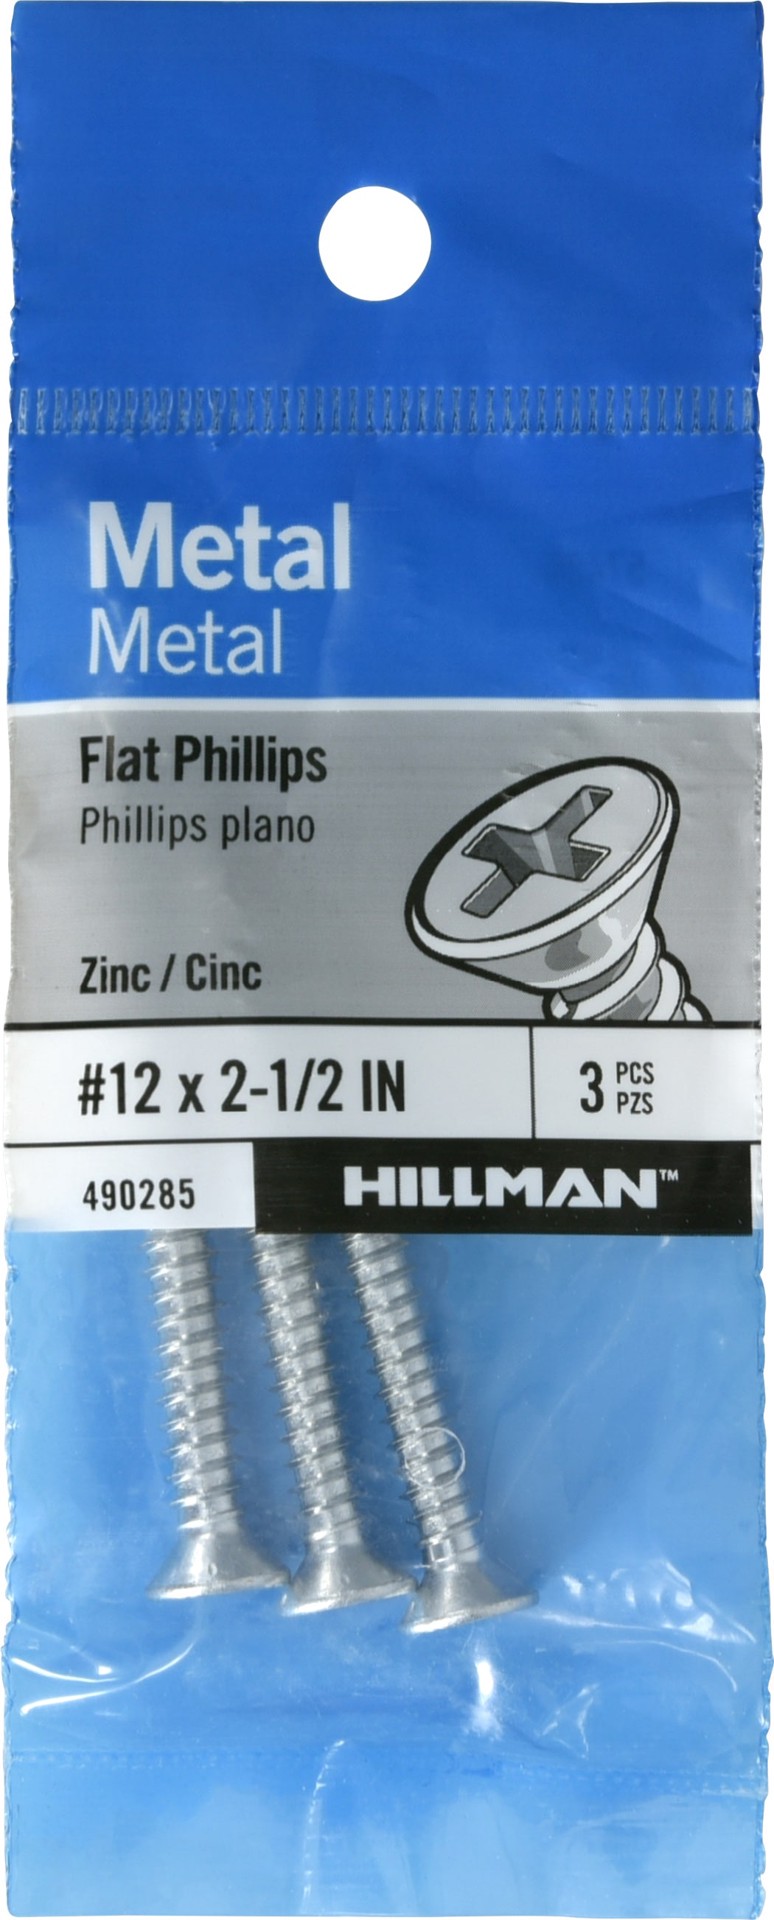 Metal
Metal
Flat Phillips
Phillips plano
Zinc / Cinc
#12 x 2-1/2 IN
3 PCS
PZS
490285
HILLMAN™